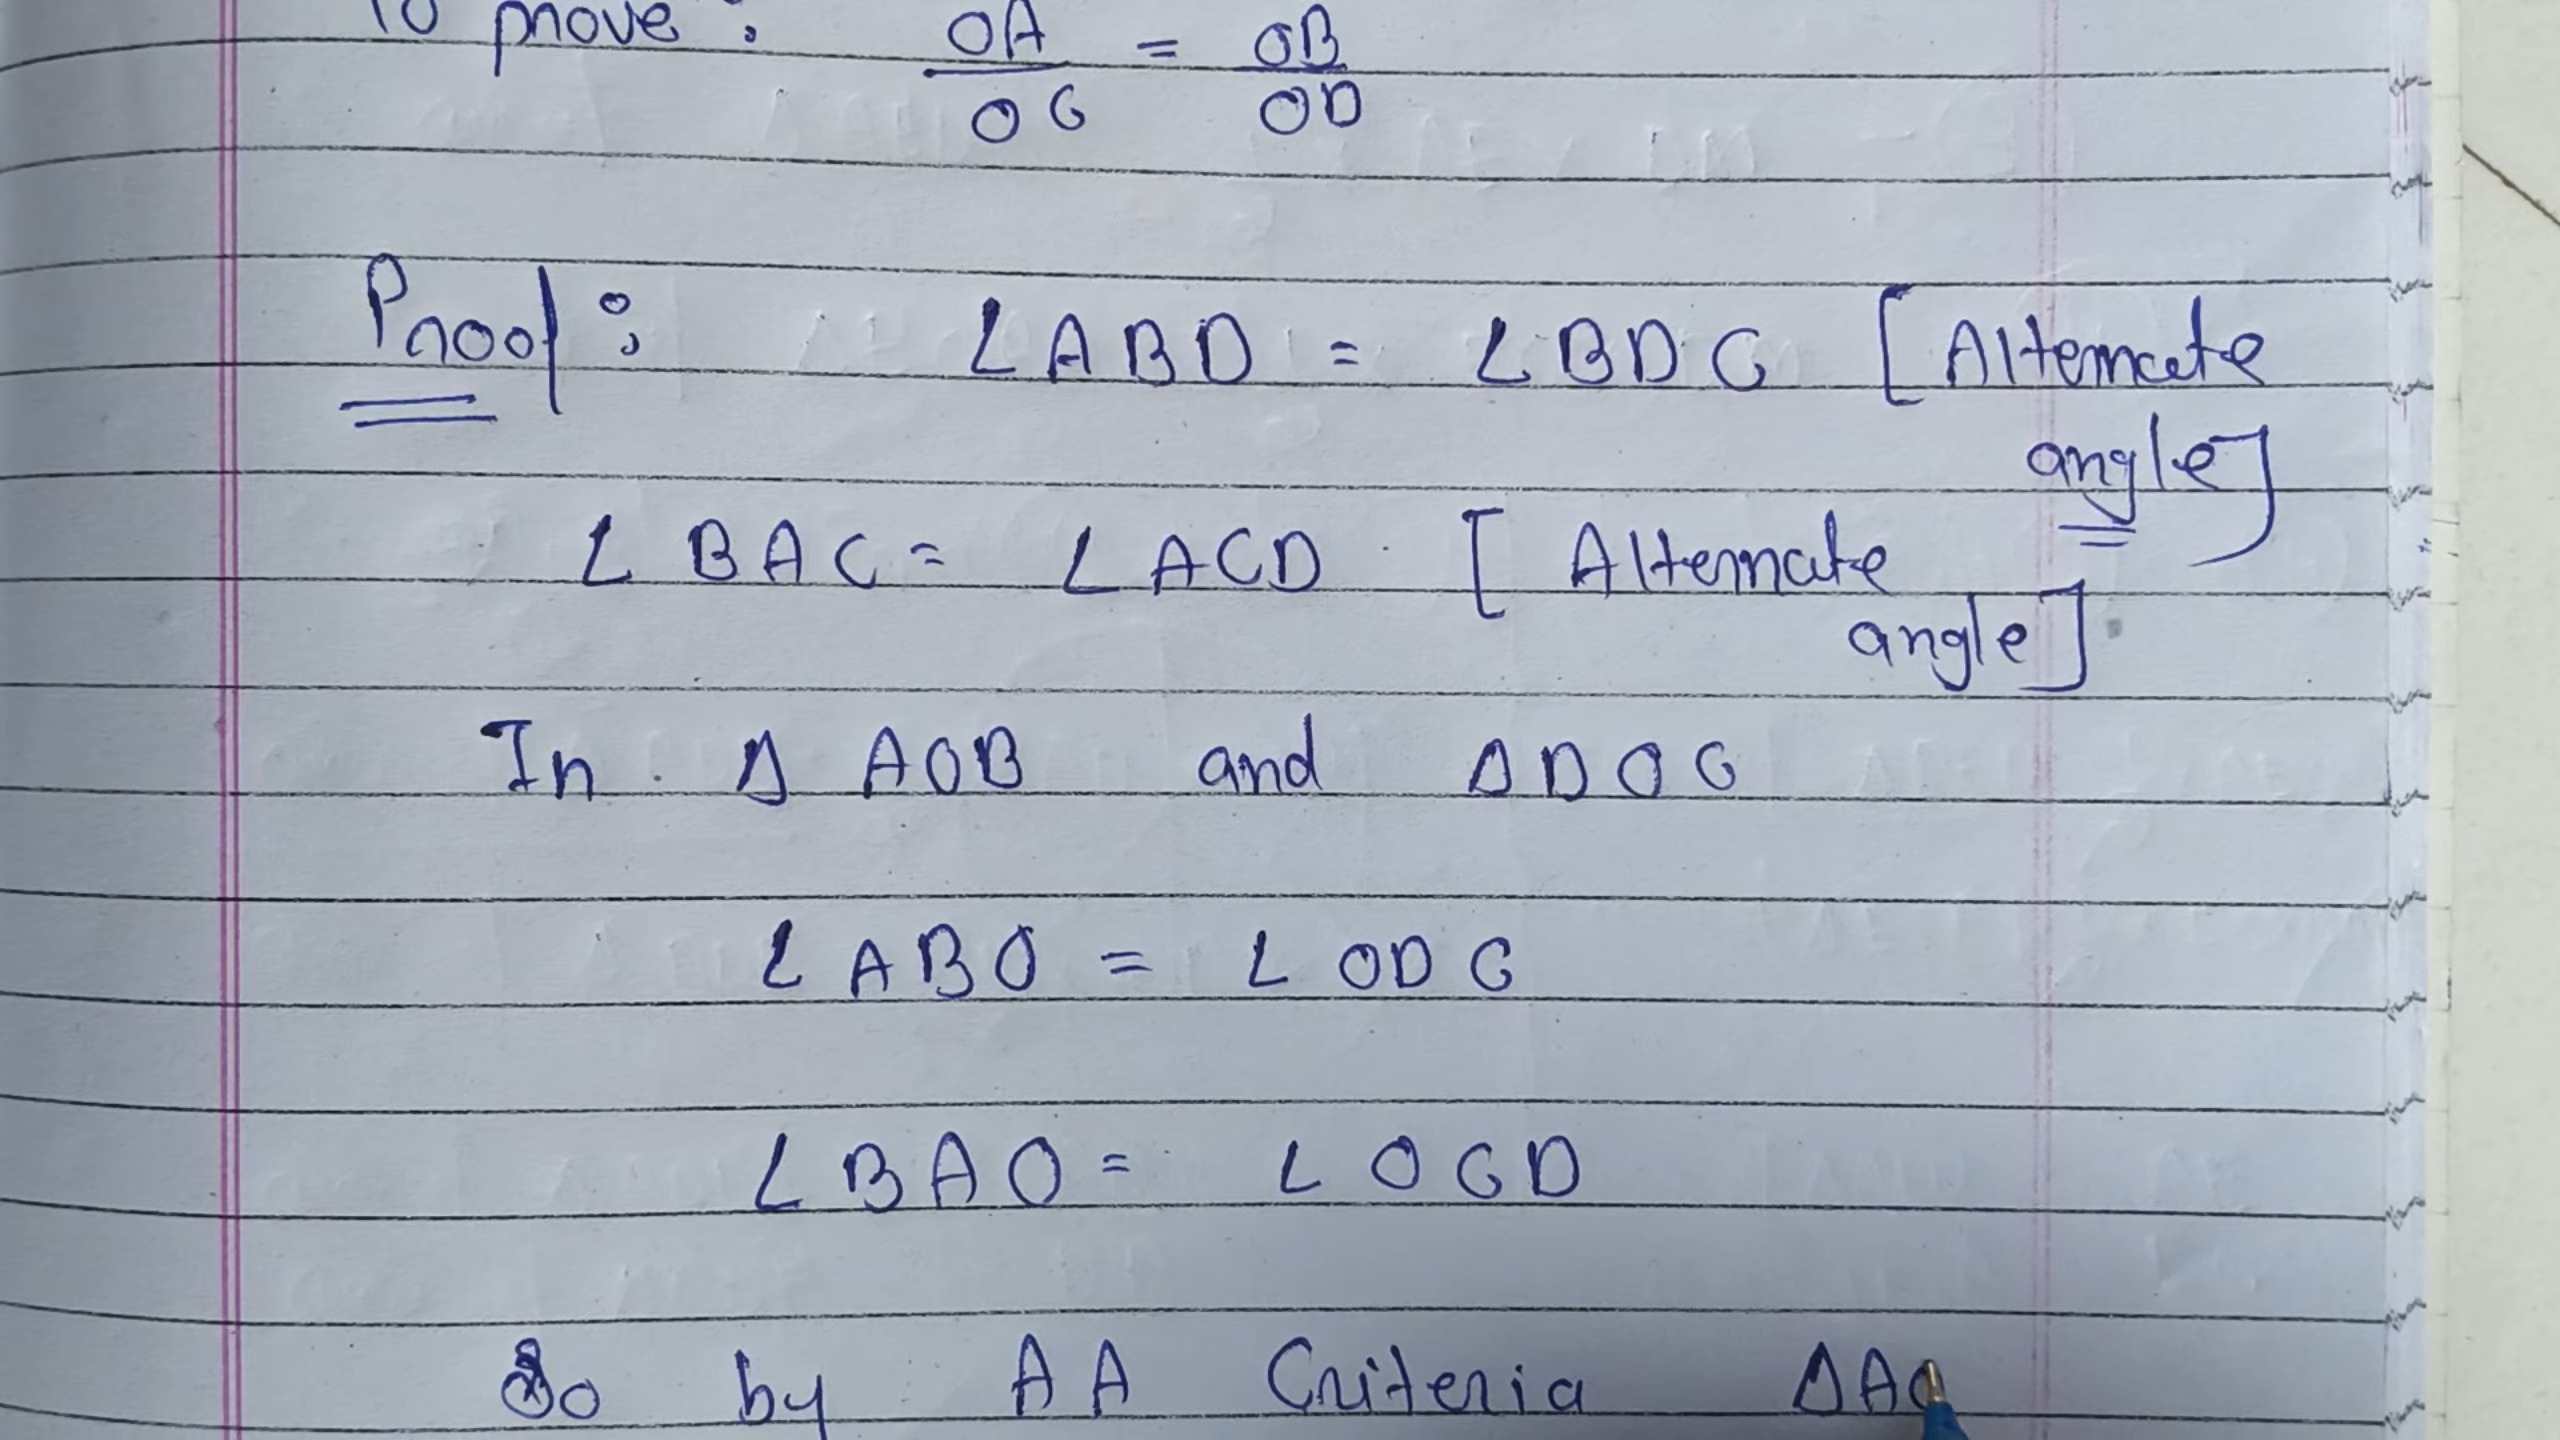 To prove : OA/OC = OB/OD
Proof : ∠ABD = ∠BDC [Alternate
angle]
∠BAC = ∠ACD [Alternate
angle]
In Δ AOB and ΔDOC
∠ABO = ∠ODC
∠BAO = ∠OCD
So by AA Criteria ΔAO